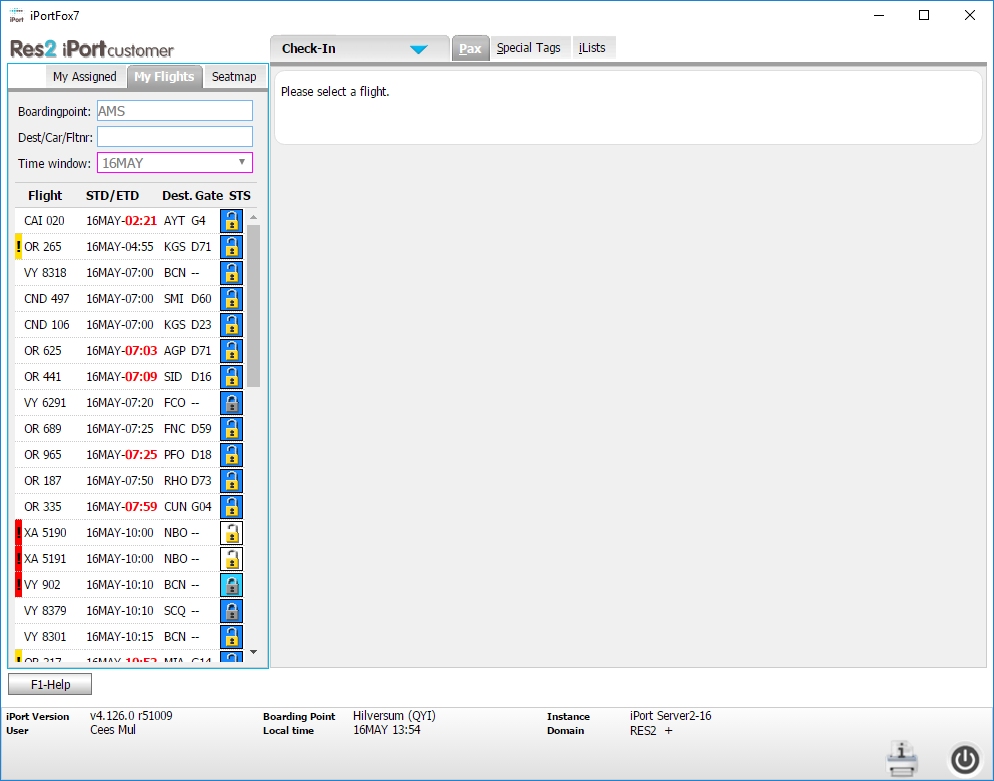 iPort iPortFox7
Res2 iPortcustomer
Check-In Pax Special Tags iLists
My Assigned My Flights Seatmap
Please select a flight.
Boardingpoint: AMS
Dest/Car/Fltnr:
Time window: 16MAY
Flight STD/ETD Dest. Gate STS
CAI 020 16MAY-02:21 AYT G4
! OR 265 16MAY-04:55 KGS D71
VY 8318 16MAY-07:00 BCN --
CND 497 16MAY-07:00 SMI D60
CND 106 16MAY-07:00 KGS D23
OR 625 16MAY-07:03 AGP D71
OR 441 16MAY-07:09 SID D16
VY 6291 16MAY-07:20 FCO --
OR 689 16MAY-07:25 FNC D59
OR 965 16MAY-07:25 PFO D18
OR 187 16MAY-07:50 RHO D73
OR 335 16MAY-07:59 CUN G04
! XA 5190 16MAY-10:00 NBO --
! XA 5191 16MAY-10:00 NBO --
! VY 902 16MAY-10:10 BCN --
VY 8379 16MAY-10:10 SCQ --
VY 8301 16MAY-10:15 BCN --
! OR 317 16MAY-10:52 MIA G14
F1-Help
iPort Version v4.126.0 r51009 Boarding Point Hilversum (QYI) Instance iPort Server2-16
User Cees Mul Local time 16MAY 13:54 Domain RES2 +